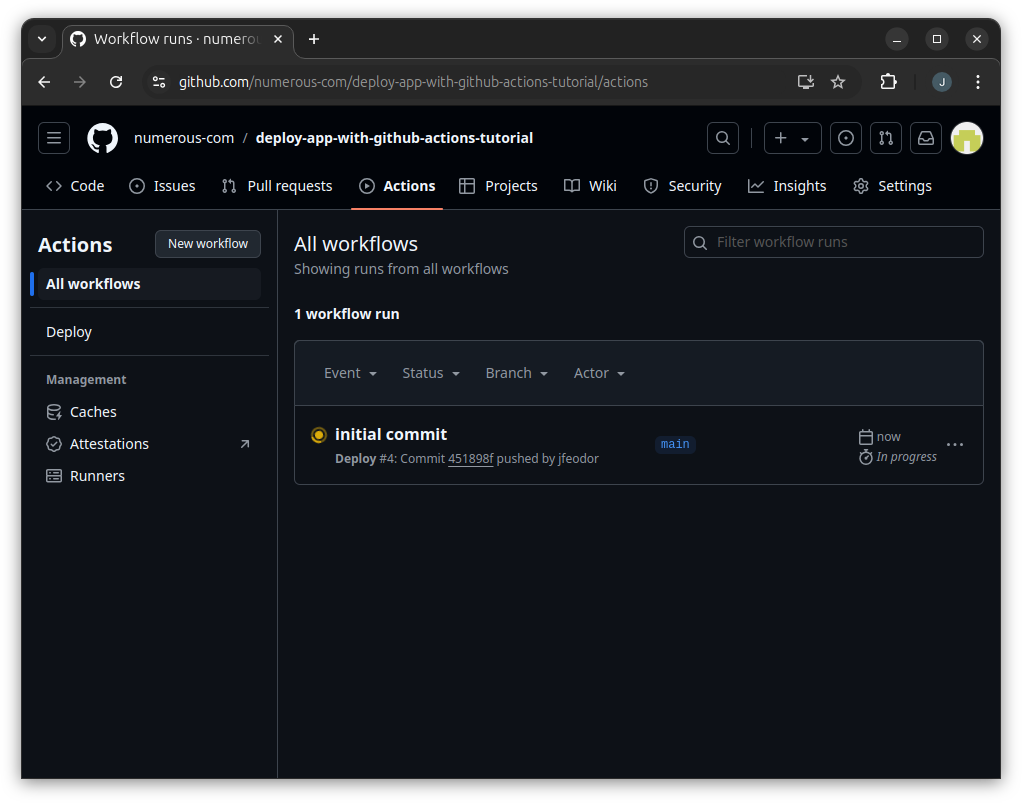 Workflow runs · numerou
github.com/numerous-com/deploy-app-with-github-actions-tutorial/actions
J
numerous-com / deploy-app-with-github-actions-tutorial
Code Issues Pull requests Actions Projects Wiki Security Insights Settings
Actions
New workflow
All workflows
Deploy
Management
Caches
Attestations
Runners
All workflows
Showing runs from all workflows
Filter workflow runs
1 workflow run
Event Status Branch Actor
initial commit
Deploy #4: Commit 451898f pushed by jfeodor
main
now
In progress